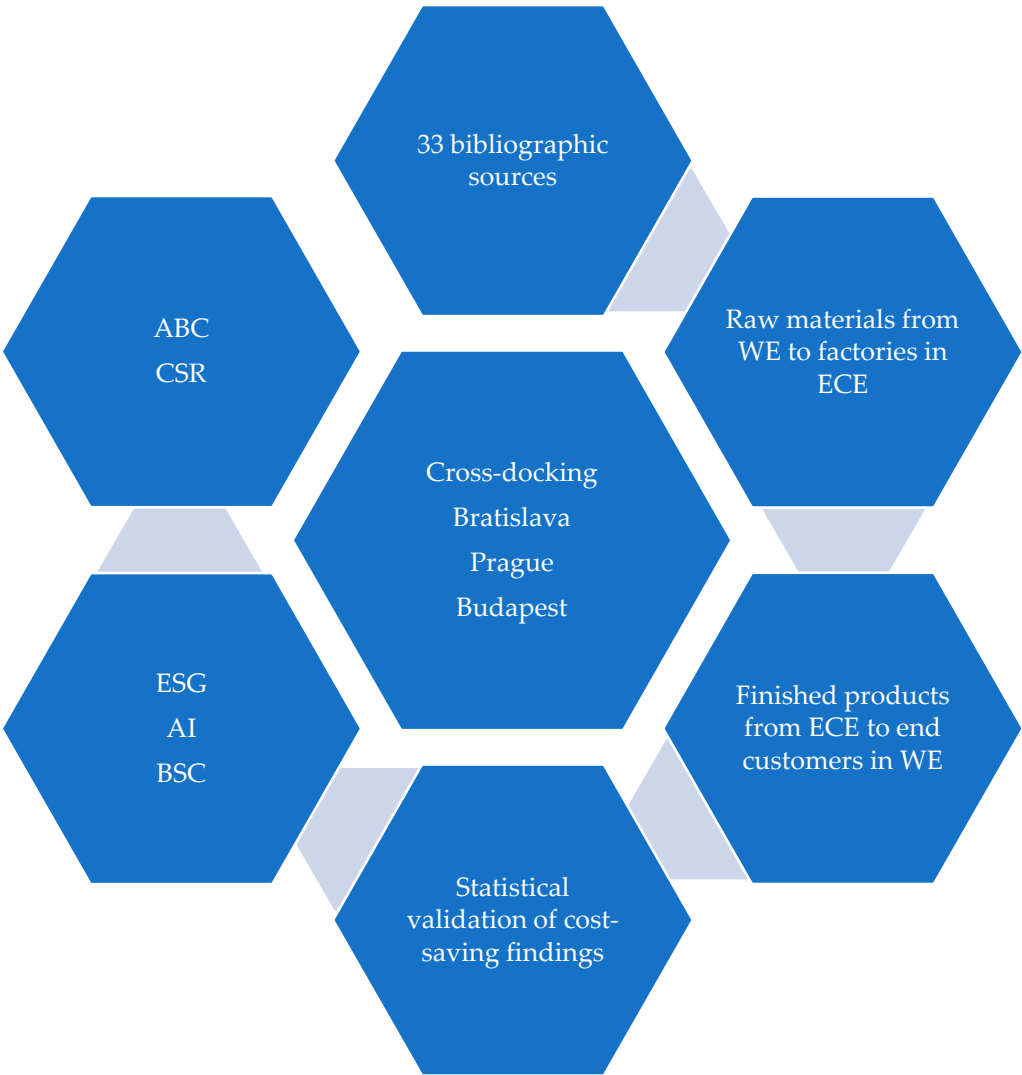 33 bibliographic
sources
Raw materials from
WE to factories in
ECE
Finished products
from ECE to end
customers in WE
Statistical
validation of cost-
saving findings
ESG
AI
BSC
ABC
CSR
Cross-docking
Bratislava
Prague
Budapest